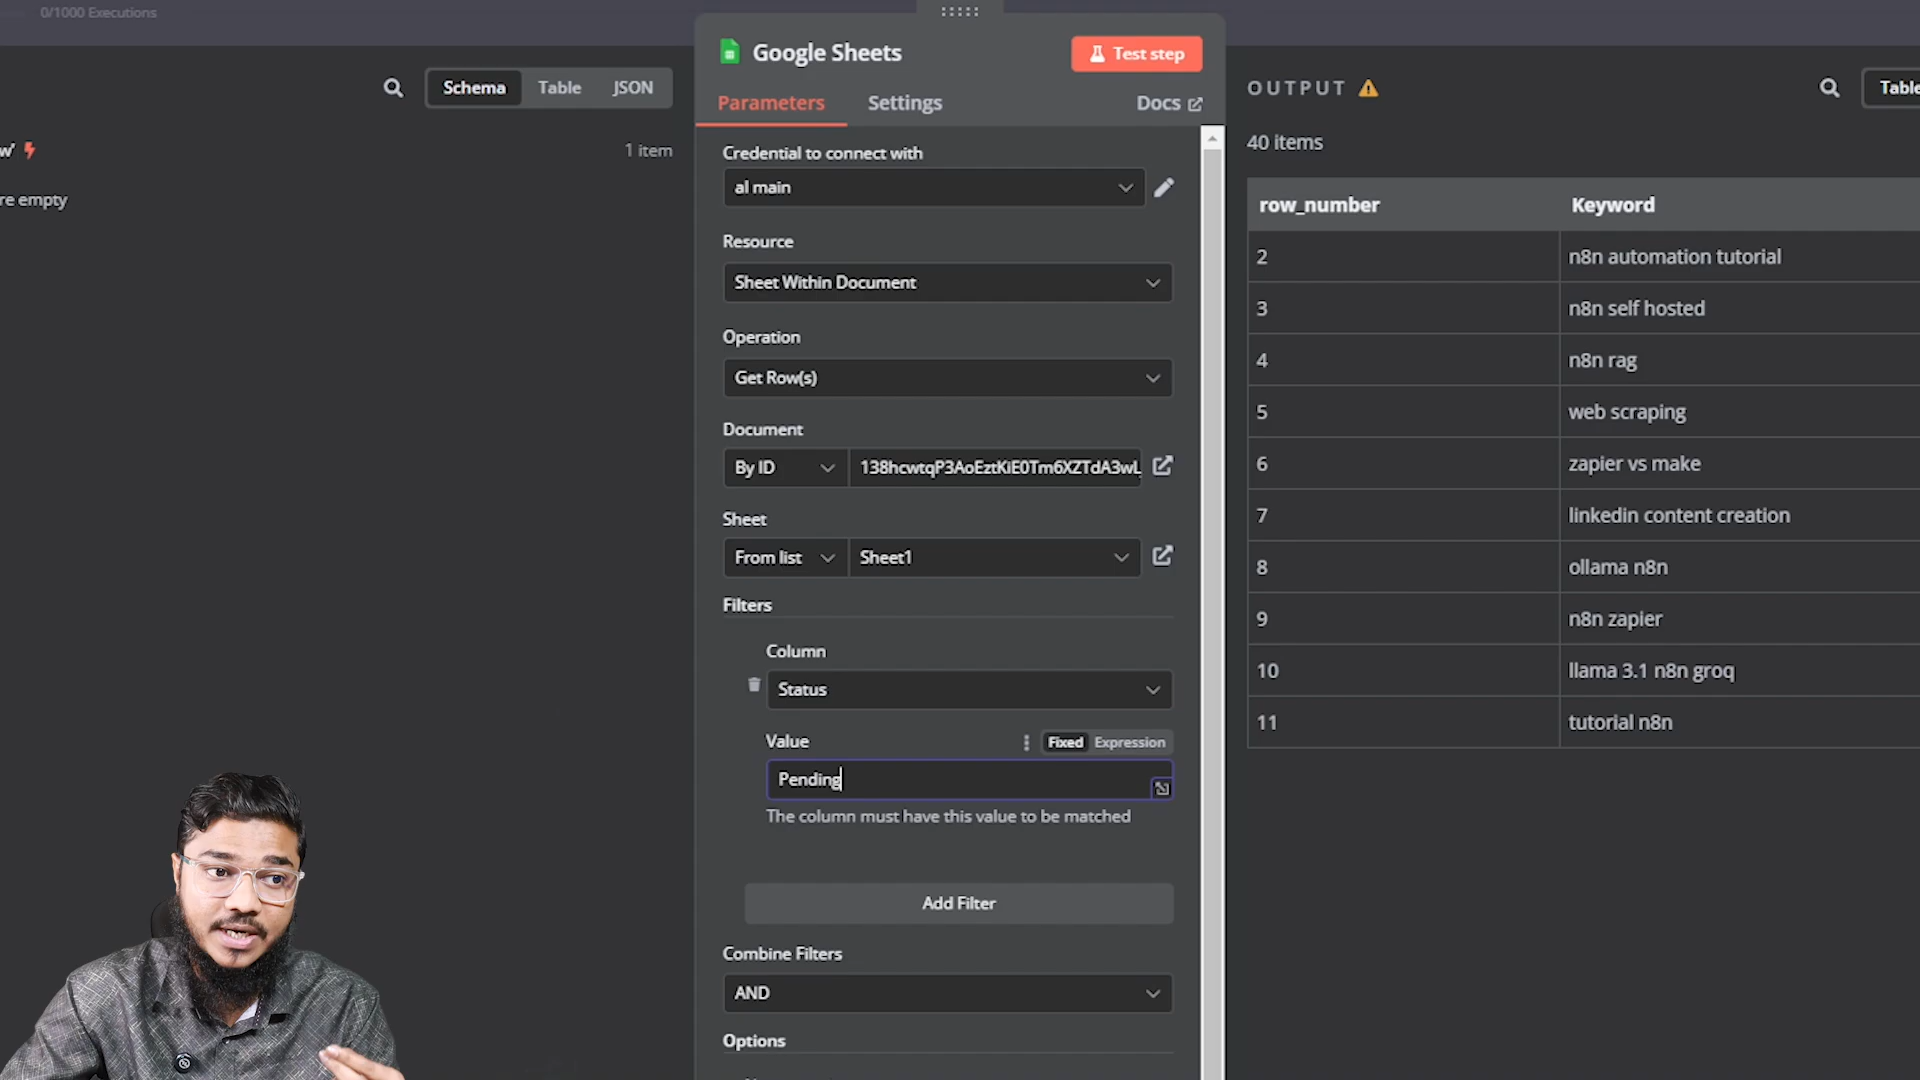 0/1000 Executions
Schema
Table
JSON
w'
1 item
re empty
Google Sheets
Test step
Parameters
Settings
Docs
Credential to connect with
al main
Resource
Sheet Within Document
Operation
Get Row(s)
Document
By ID
138hcwtqP3AoEztKiE0Tm6XZTdA3wL
Sheet
From list
Sheet1
Filters
Column
Status
Value
Fixed
Expression
Pending
The column must have this value to be matched
Add Filter
Combine Filters
AND
Options
OUTPUT
Table
40 items
row_number
Keyword
2
n8n automation tutorial
3
n8n self hosted
4
n8n rag
5
web scraping
6
zapier vs make
7
linkedin content creation
8
ollama n8n
9
n8n zapier
10
llama 3.1 n8n groq
11
tutorial n8n